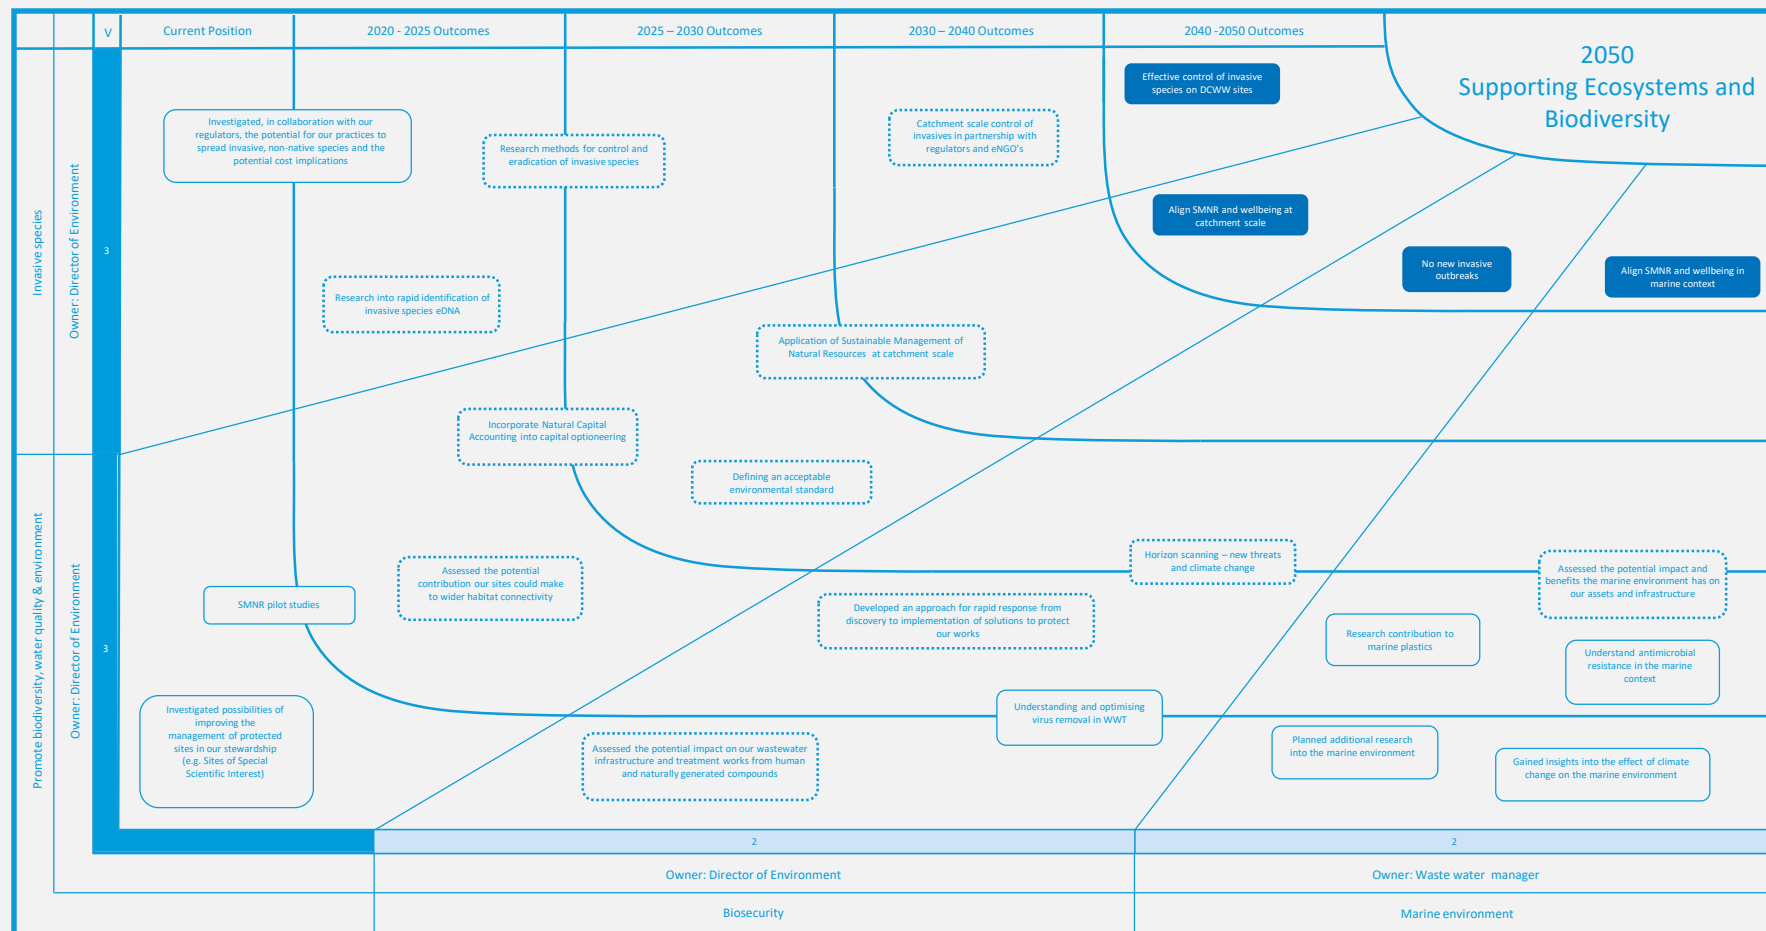 V
Current Position
2020 - 2025 Outcomes
2025 – 2030 Outcomes
2030 – 2040 Outcomes
2040 -2050 Outcomes
2050
Supporting Ecosystems and
Biodiversity
Invasive species
Owner: Director of Environment
3
Investigated, in collaboration with our
regulators, the potential for our practices to
spread invasive, non-native species and the
potential cost implications
Research methods for control and
eradication of invasive species
Catchment scale control of
invasives in partnership with
regulators and eNGO's
Effective control of invasive
species on DCWW sites
Research into rapid identification of
invasive species eDNA
Align SMNR and wellbeing at
catchment scale
No new invasive
outbreaks
Align SMNR and wellbeing in
marine context
Application of Sustainable Management of
Natural Resources at catchment scale
Incorporate Natural Capital
Accounting into capital optioneering
Defining an acceptable
environmental standard
Promote biodiversity, water quality & environment
Owner: Director of Environment
3
SMNR pilot studies
Assessed the potential
contribution our sites could make
to wider habitat connectivity
Horizon scanning – new threats
and climate change
Assessed the potential impact and
benefits the marine environment has on
our assets and infrastructure
Developed an approach for rapid response from
discovery to implementation of solutions to protect
our works
Research contribution to
marine plastics
Understand antimicrobial
resistance in the marine
context
Investigated possibilities of
improving the
management of protected
sites in our stewardship
(e.g. Sites of Special
Scientific Interest)
Understanding and optimising
virus removal in WWT
Assessed the potential impact on our wastewater
infrastructure and treatment works from human
and naturally generated compounds
Planned additional research
into the marine environment
Gained insights into the effect of climate
change on the marine environment
2
2
Owner: Director of Environment
Owner: Waste water manager
Biosecurity
Marine environment